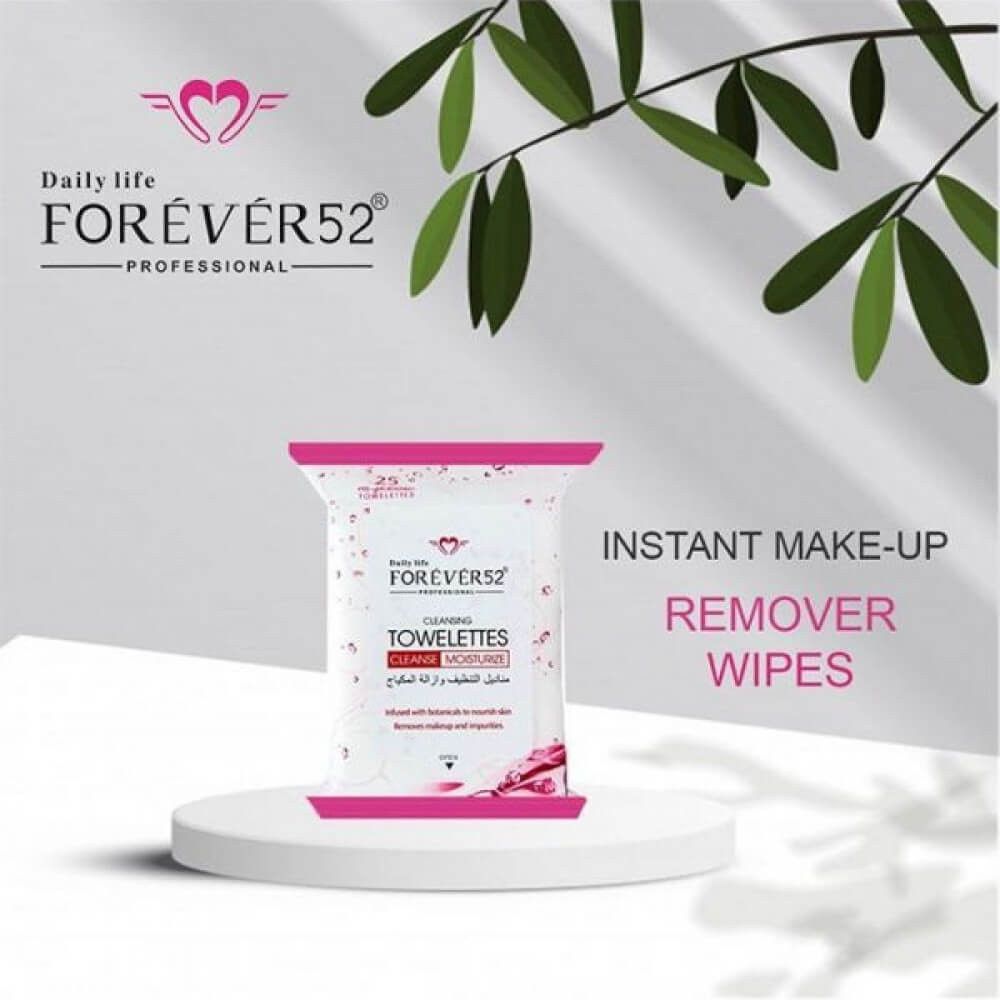 Daily life
FORÉVÉR52®
PROFESSIONAL
25
TOWELETTES
Daily life
FORÉVÉR52®
PROFESSIONAL
CLEANSING
TOWELETTES
CLEANSE MOISTURIZE
مناديل التنظيف وازالة المكياج
Infused with botanicals to nourish skin
Removes makeup and impurities
OPEN
INSTANT MAKE-UP
REMOVER
WIPES